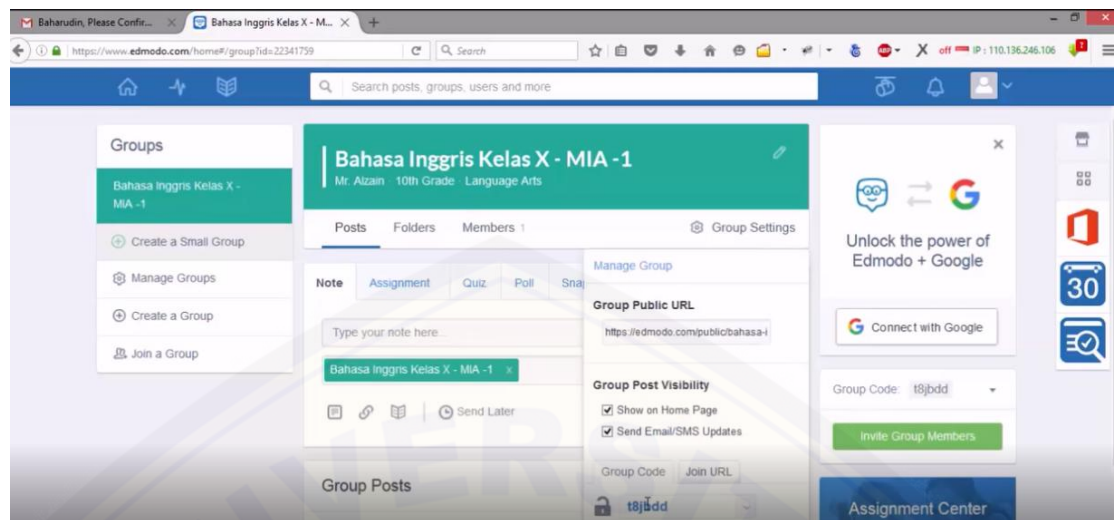 Baharudin, Please Confir...
Bahasa Inggris Kelas X - M...
https://www.edmodo.com/home#/group?id=22341759
Search
off
IP : 110.136.246.106
Search posts, groups, users and more
Groups
Bahasa Inggris Kelas X -
MIA -1
Create a Small Group
Manage Groups
Create a Group
Join a Group
Bahasa Inggris Kelas X - MIA -1
Mr. Alzain · 10th Grade · Language Arts
Posts Folders Members 1
Group Settings
Note Assignment Quiz Poll Snap
Type your note here..
Bahasa Inggris Kelas X - MIA -1 x
Send Later
Group Posts
Manage Group
Group Public URL
https://edmodo.com/public/bahasa-i
Group Post Visibility
Show on Home Page
Send Email/SMS Updates
Group Code Join URL
t8jbdd
Unlock the power of
Edmodo + Google
Connect with Google
Group Code: t8jbdd
Invite Group Members
Assignment Center
30